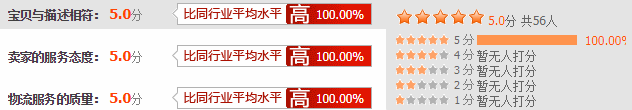 宝贝与描述相符: 5.0分 比同行业平均水平 高 100.00%
卖家的服务态度: 5.0分 比同行业平均水平 高 100.00%
物流服务的质量: 5.0分 比同行业平均水平 高 100.00%
5.0分 共56人
5 分 100.00%
4 分 暂无人打分
3 分 暂无人打分
2 分 暂无人打分
1 分 暂无人打分